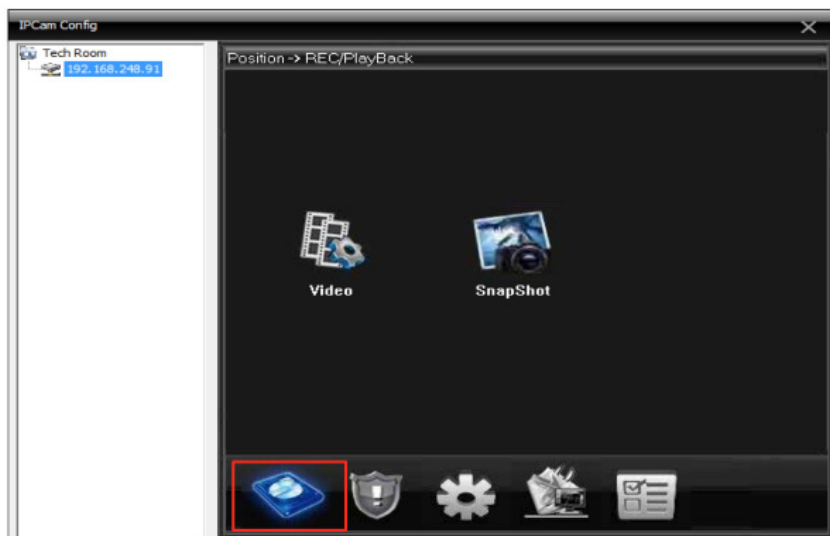 IPCam Config
Tech Room
192.168.248.91
Position -> REC/PlayBack
Video
SnapShot